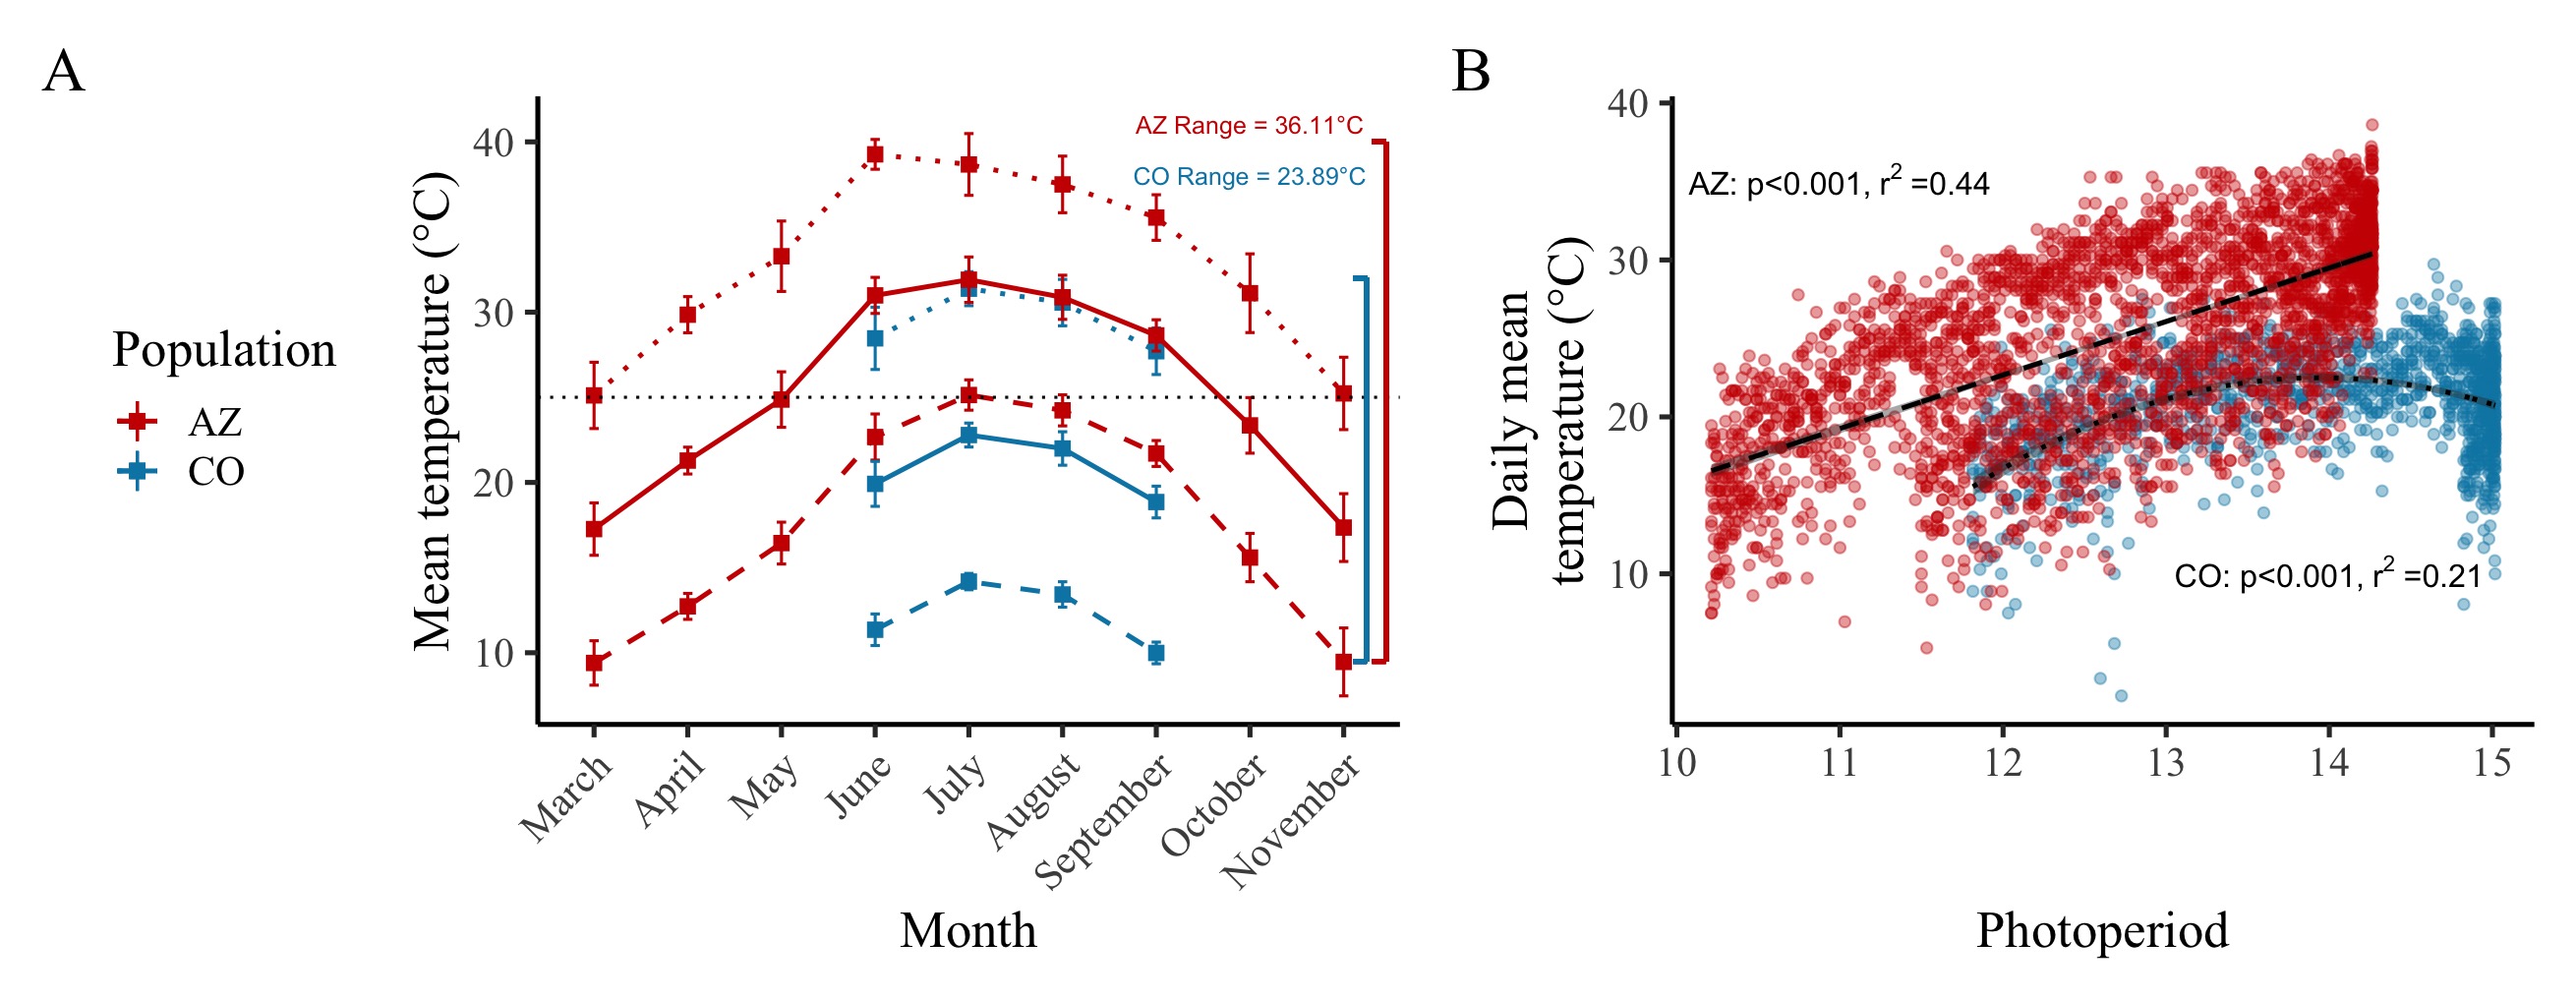 A
Population
AZ
CO
Mean temperature (°C)
40
30
20
10
AZ Range = 36.11°C
CO Range = 23.89°C
March
April
May
June
July
August
September
October
November
Month
B
Daily mean
temperature (°C)
40
30
20
10
AZ: p<0.001, r² =0.44
CO: p<0.001, r² =0.21
10
11
12
13
14
15
Photoperiod